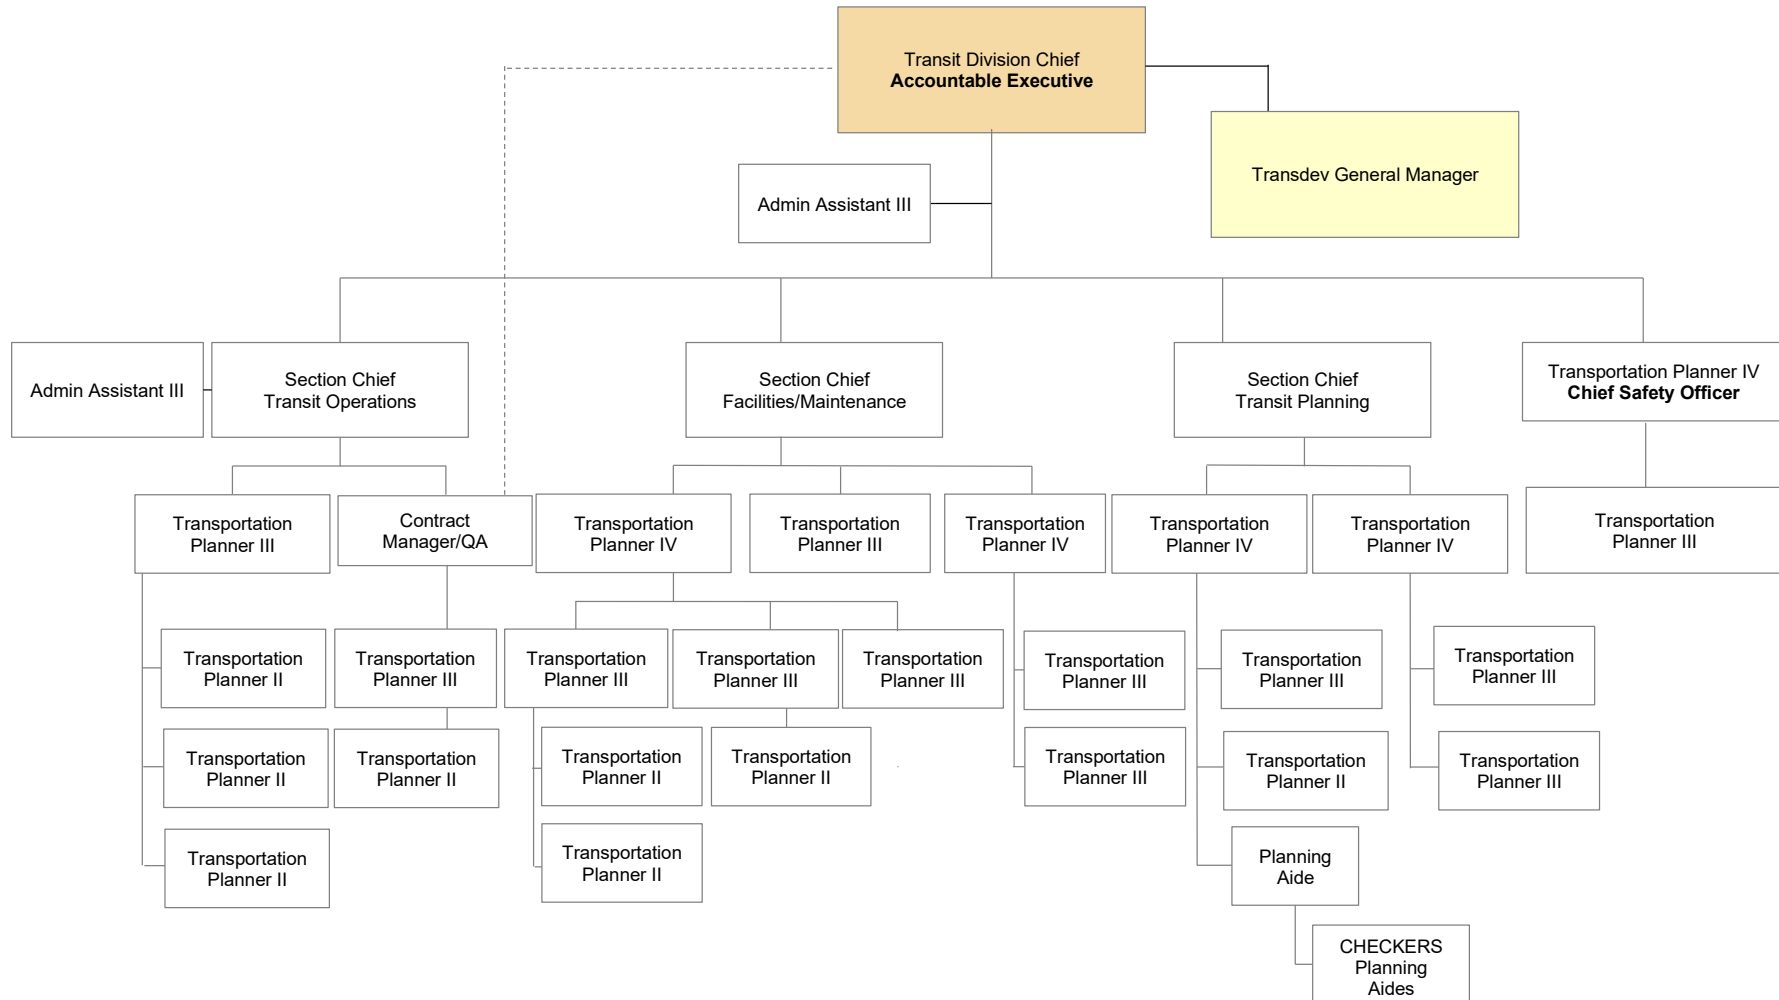 Transit Division Chief
Accountable Executive
Transdev General Manager
Admin Assistant III
Admin Assistant III
Section Chief
Transit Operations
Section Chief
Facilities/Maintenance
Section Chief
Transit Planning
Transportation Planner IV
Chief Safety Officer
Transportation
Planner III
Contract
Manager/QA
Transportation
Planner IV
Transportation
Planner III
Transportation
Planner IV
Transportation
Planner IV
Transportation
Planner IV
Transportation
Planner III
Transportation
Planner II
Transportation
Planner III
Transportation
Planner III
Transportation
Planner III
Transportation
Planner III
Transportation
Planner III
Transportation
Planner III
Transportation
Planner III
Transportation
Planner II
Transportation
Planner II
Transportation
Planner II
Transportation
Planner II
Transportation
Planner III
Transportation
Planner II
Transportation
Planner III
Transportation
Planner II
Transportation
Planner II
Planning
Aide
CHECKERS
Planning
Aides